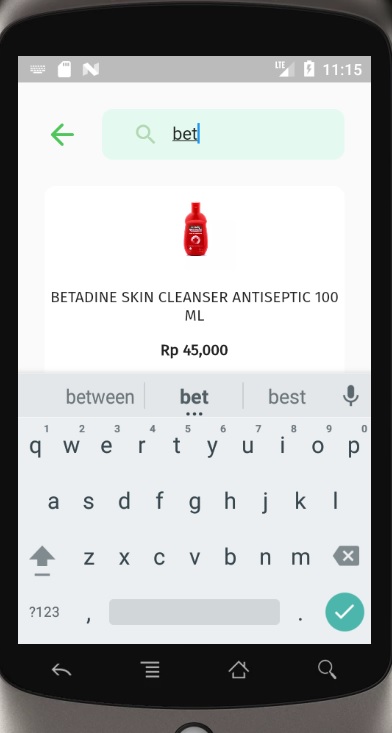 LTE 11:15
bet
BETADINE SKIN CLEANSER ANTISEPTIC 100
ML
Rp 45,000
between bet best
1 2 3 4 5 6 7 8 9 0
q w e r t y u i o p
a s d f g h j k l
z x c v b n m
?123 , .